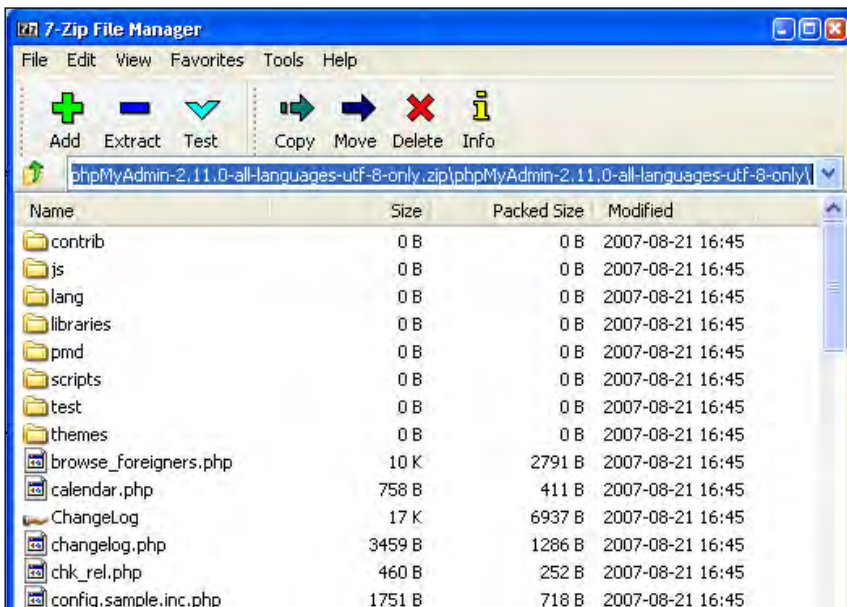 7-Zip File Manager
File Edit View Favorites Tools Help
Add Extract Test Copy Move Delete Info
phpMyAdmin-2.11.0-all-languages-utf-8-only.zip\phpMyAdmin-2.11.0-all-languages-utf-8-only\
Name Size Packed Size Modified
contrib 0 B 0 B 2007-08-21 16:45
js 0 B 0 B 2007-08-21 16:45
lang 0 B 0 B 2007-08-21 16:45
libraries 0 B 0 B 2007-08-21 16:45
pmd 0 B 0 B 2007-08-21 16:45
scripts 0 B 0 B 2007-08-21 16:45
test 0 B 0 B 2007-08-21 16:45
themes 0 B 0 B 2007-08-21 16:45
browse_foreigners.php 10 K 2791 B 2007-08-21 16:45
calendar.php 758 B 411 B 2007-08-21 16:45
ChangeLog 17 K 6937 B 2007-08-21 16:45
changelog.php 3459 B 1286 B 2007-08-21 16:45
chk_rel.php 460 B 252 B 2007-08-21 16:45
config.sample.inc.php 1751 B 718 B 2007-08-21 16:45